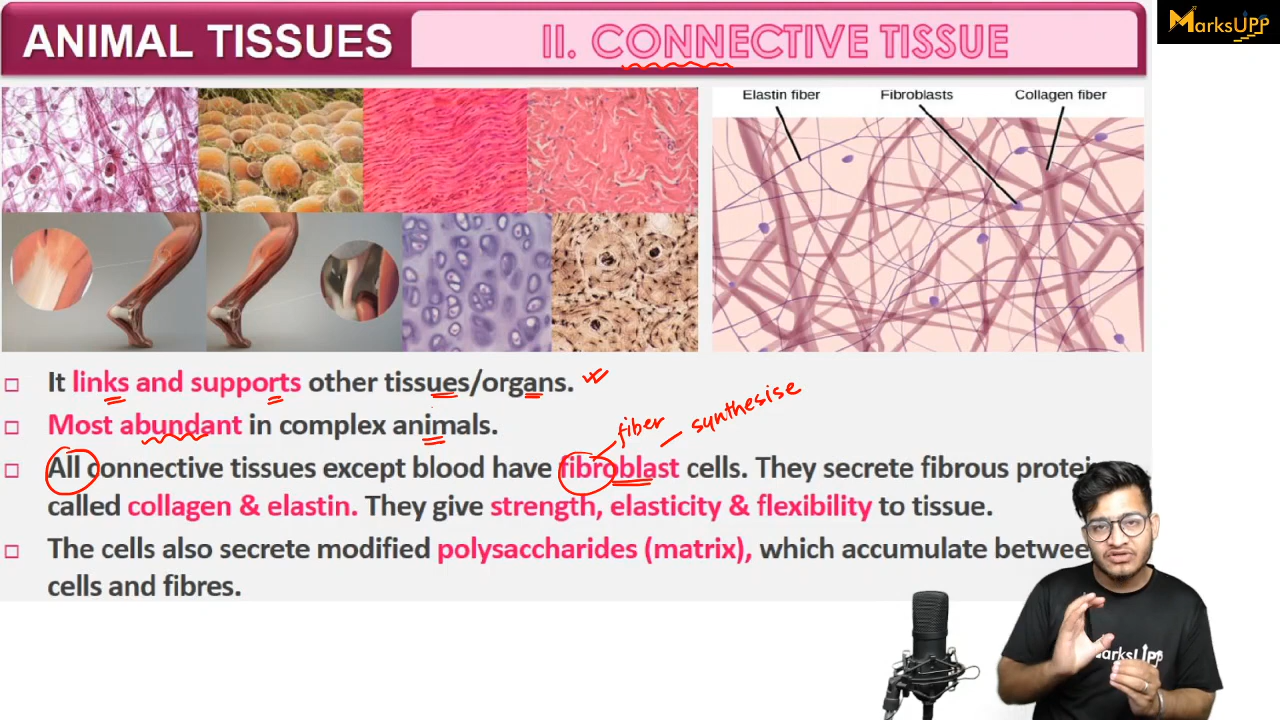 ANIMAL TISSUES
II. CONNECTIVE TISSUE
MarksUPP
Elastin fiber
Fibroblasts
Collagen fiber
□ It links and supports other tissues/organs.
fiber
synthesise
□ Most abundant in complex animals.
□ All connective tissues except blood have fibroblast cells. They secrete fibrous protein
called collagen & elastin. They give strength, elasticity & flexibility to tissue.
□ The cells also secrete modified polysaccharides (matrix), which accumulate betwee
cells and fibres.
MarksUPP